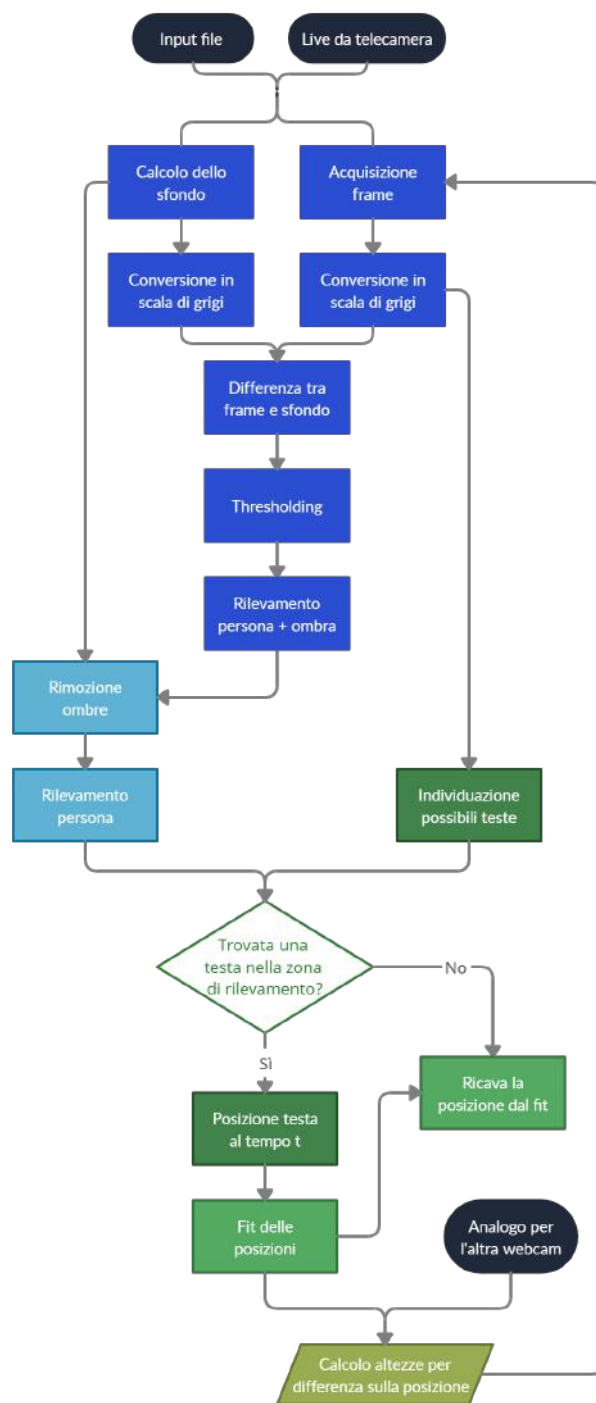 Input file
Live da telecamera
Calcolo dello
sfondo
Acquisizione
frame
Conversione in
scala di grigi
Conversione in
scala di grigi
Differenza tra
frame e sfondo
Thresholding
Rilevamento
persona + ombra
Rimozione
ombre
Rilevamento
persona
Individuazione
possibili teste
Trovata una
testa nella zona
di rilevamento?
No
Sì
Posizione testa
al tempo t
Ricava la
posizione dal fit
Fit delle
posizioni
Analogo per
l'altra webcam
Calcolo altezze per
differenza sulla posizione